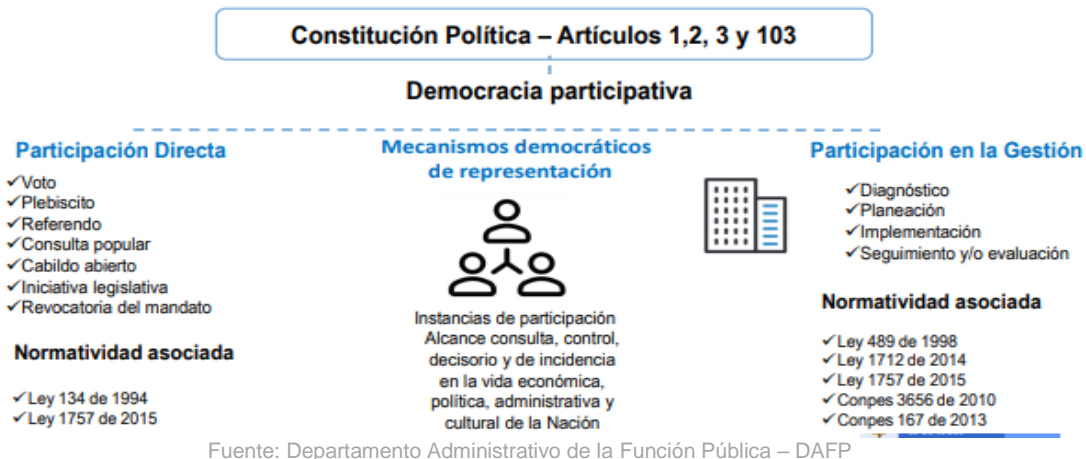 Constitución Política – Artículos 1,2, 3 y 103
Democracia participativa
Participación Directa
✓Voto
✓Plebiscito
✓Referendo
✓Consulta popular
✓Cabildo abierto
✓Iniciativa legislativa
✓Revocatoria del mandato
Normatividad asociada
✓Ley 134 de 1994
✓Ley 1757 de 2015
Mecanismos democráticos
de representación
Instancias de participación
Alcance consulta, control,
decisorio y de incidencia
en la vida económica,
política, administrativa y
cultural de la Nación
Participación en la Gestión
✓Diagnóstico
✓Planeación
✓Implementación
✓Seguimiento y/o evaluación
Normatividad asociada
✓Ley 489 de 1998
✓Ley 1712 de 2014
✓Ley 1757 de 2015
✓Conpes 3656 de 2010
✓Conpes 167 de 2013
Fuente: Departamento Administrativo de la Función Pública – DAFP